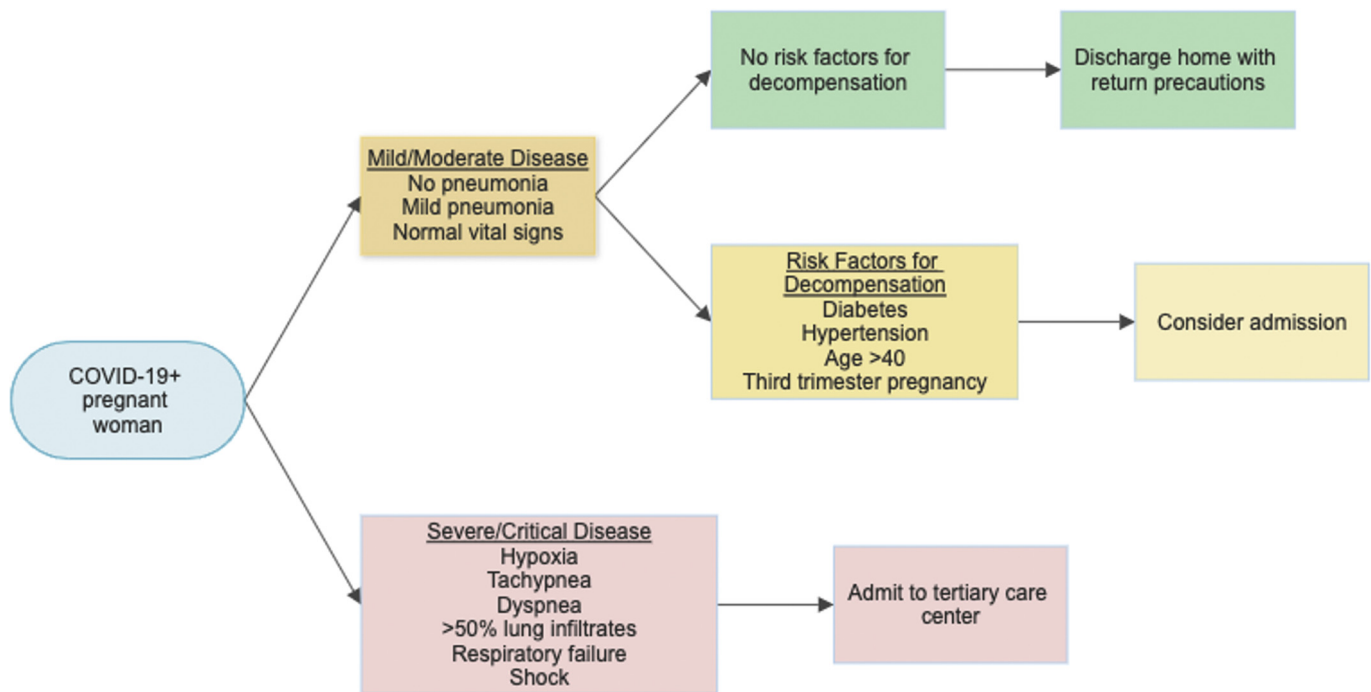 COVID-19+
pregnant
woman
Mild/Moderate Disease
No pneumonia
Mild pneumonia
Normal vital signs
No risk factors for
decompensation
Discharge home with
return precautions
Risk Factors for
Decompensation
Diabetes
Hypertension
Age >40
Third trimester pregnancy
Consider admission
Severe/Critical Disease
Hypoxia
Tachypnea
Dyspnea
>50% lung infiltrates
Respiratory failure
Shock
Admit to tertiary care
center